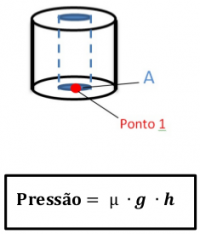 A
Ponto 1
Pressão = μ · g · h